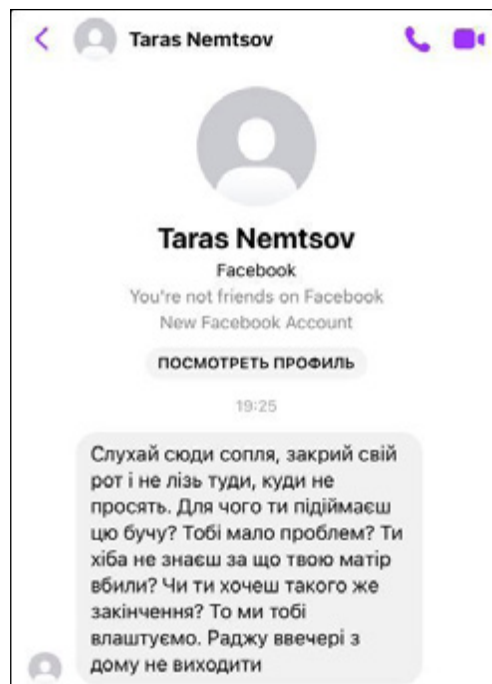 Taras Nemtsov
Taras Nemtsov
Facebook
You're not friends on Facebook
New Facebook Account
ПОСМОТРЕТЬ ПРОФИЛЬ
19:25
Слухай сюди сопля, закрий свій
рот і не лізь туди, куди не
просять. Для чого ти підіймаєш
цю бучу? Тобі мало проблем? Ти
хіба не знаєш за що твою матір
вбили? Чи ти хочеш такого же
закінчення? То ми тобі
влаштуємо. Раджу ввечері з
дому не виходити